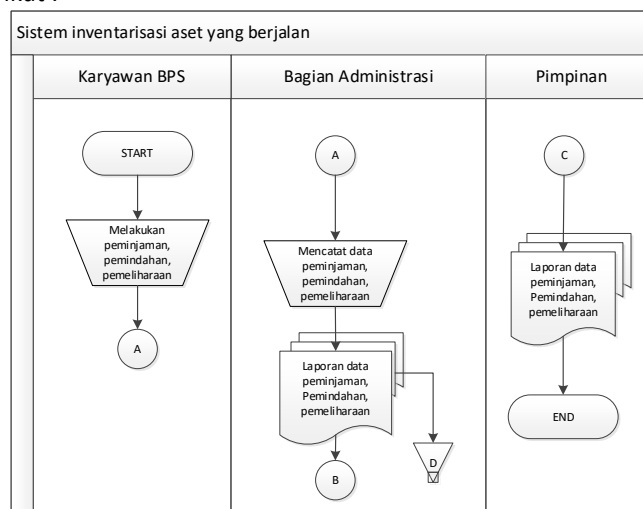 Sistem inventarisasi aset yang berjalan
Karyawan BPS
Bagian Administrasi
Pimpinan
START
Melakukan
peminjaman,
pemindahan,
pemeliharaan
A
A
Mencatat data
peminjaman,
pemindahan,
pemeliharaan
Laporan data
peminjaman,
Pemindahan,
pemeliharaan
D
B
C
Laporan data
peminjaman,
Pemindahan,
pemeliharaan
END